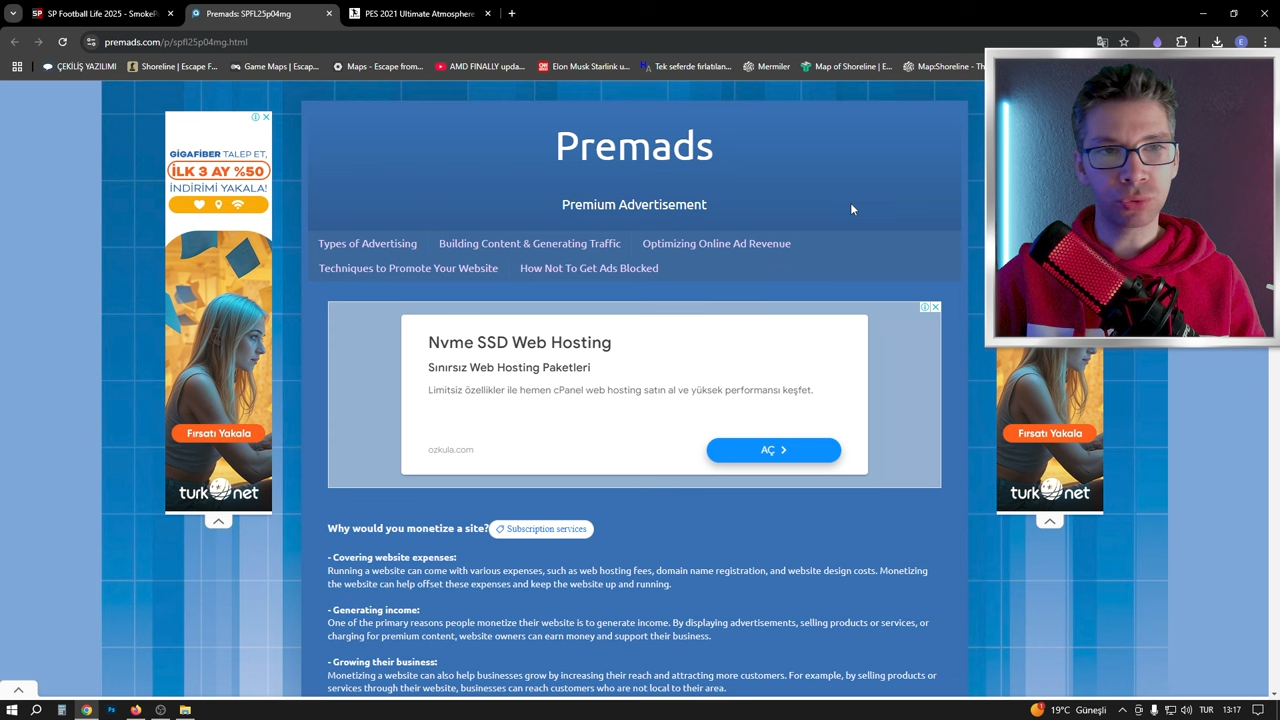 SP Football Life 2025 - SmokeP
SPFL25p04mg
PES 2021 Ultimate Atmosphere
premads.com/p/spfl25p04mg.html
E
ÇEKİLİŞ YAZILIMI
Shoreline | Escape F...
Game Maps | Escap...
Maps - Escape from...
AMD FINALLY upda...
Elon Musk Starlink u...
Tek seferde fırlatılan...
Mermiler
Map of Shoreline | E...
Map:Shoreline - Th
Premads
Premium Advertisement
Types of Advertising
Building Content & Generating Traffic
Optimizing Online Ad Revenue
Techniques to Promote Your Website
How Not To Get Ads Blocked
GİGAFİBER TALEP ET,
İLK 3 AY %50
İNDİRİMİ YAKALA!
Fırsatı Yakala
turk net
Nvme SSD Web Hosting
Sınırsız Web Hosting Paketleri
Limitsiz özellikler ile hemen cPanel web hosting satın al ve yüksek performansı keşfet.
ozkula.com
AÇ
Fırsatı Yakala
turk net
Why would you monetize a site? Subscription services
- Covering website expenses:
Running a website can come with various expenses, such as web hosting fees, domain name registration, and website design costs. Monetizing
the website can help offset these expenses and keep the website up and running.
- Generating income:
One of the primary reasons people monetize their website is to generate income. By displaying advertisements, selling products or services, or
charging for premium content, website owners can earn money and support their business.
- Growing their business:
Monetizing a website can also help businesses grow by increasing their reach and attracting more customers. For example, by selling products or
services through their website, businesses can reach customers who are not local to their area.
19°C Güneşli
TUR
13:17